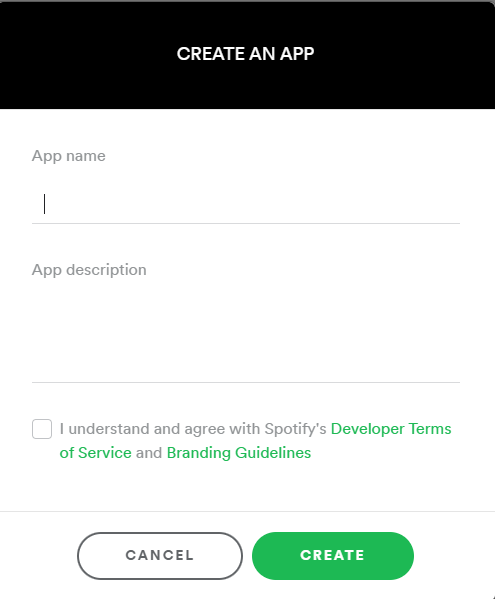 CREATE AN APP
App name
App description
I understand and agree with Spotify's Developer Terms
of Service and Branding Guidelines
CANCEL
CREATE